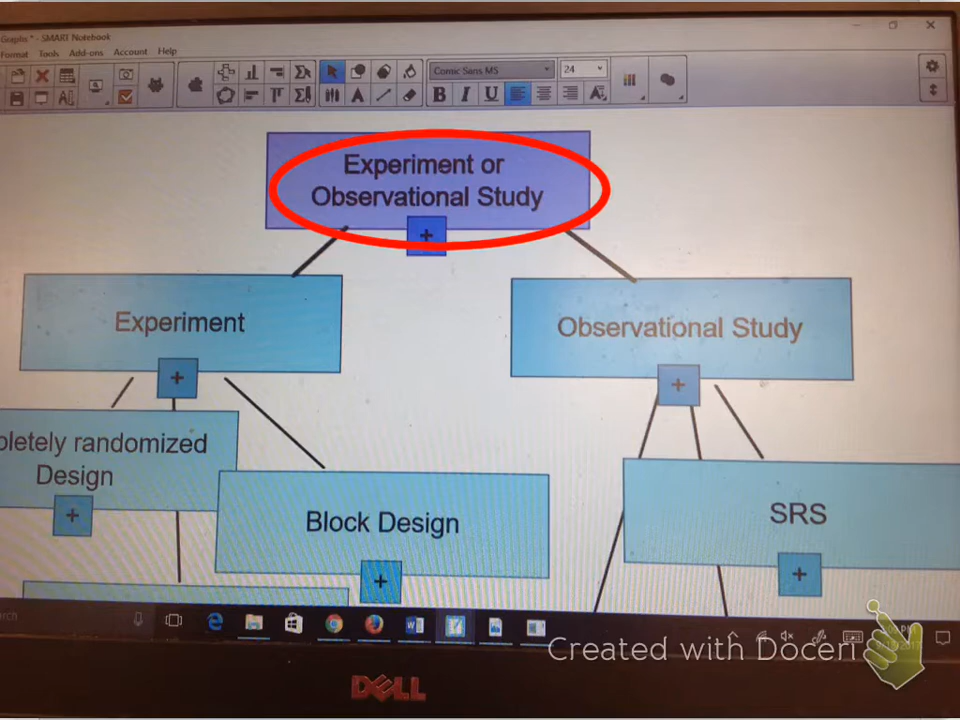 Graphs * - SMART Notebook
Format Tools Add-ons Account Help
Comic Sans MS 24
B I U
Experiment or
Observational Study
+
Experiment
Observational Study
+
+
pletely randomized
Design
+
Block Design
+
SRS
+
Created with Doceri
DELL